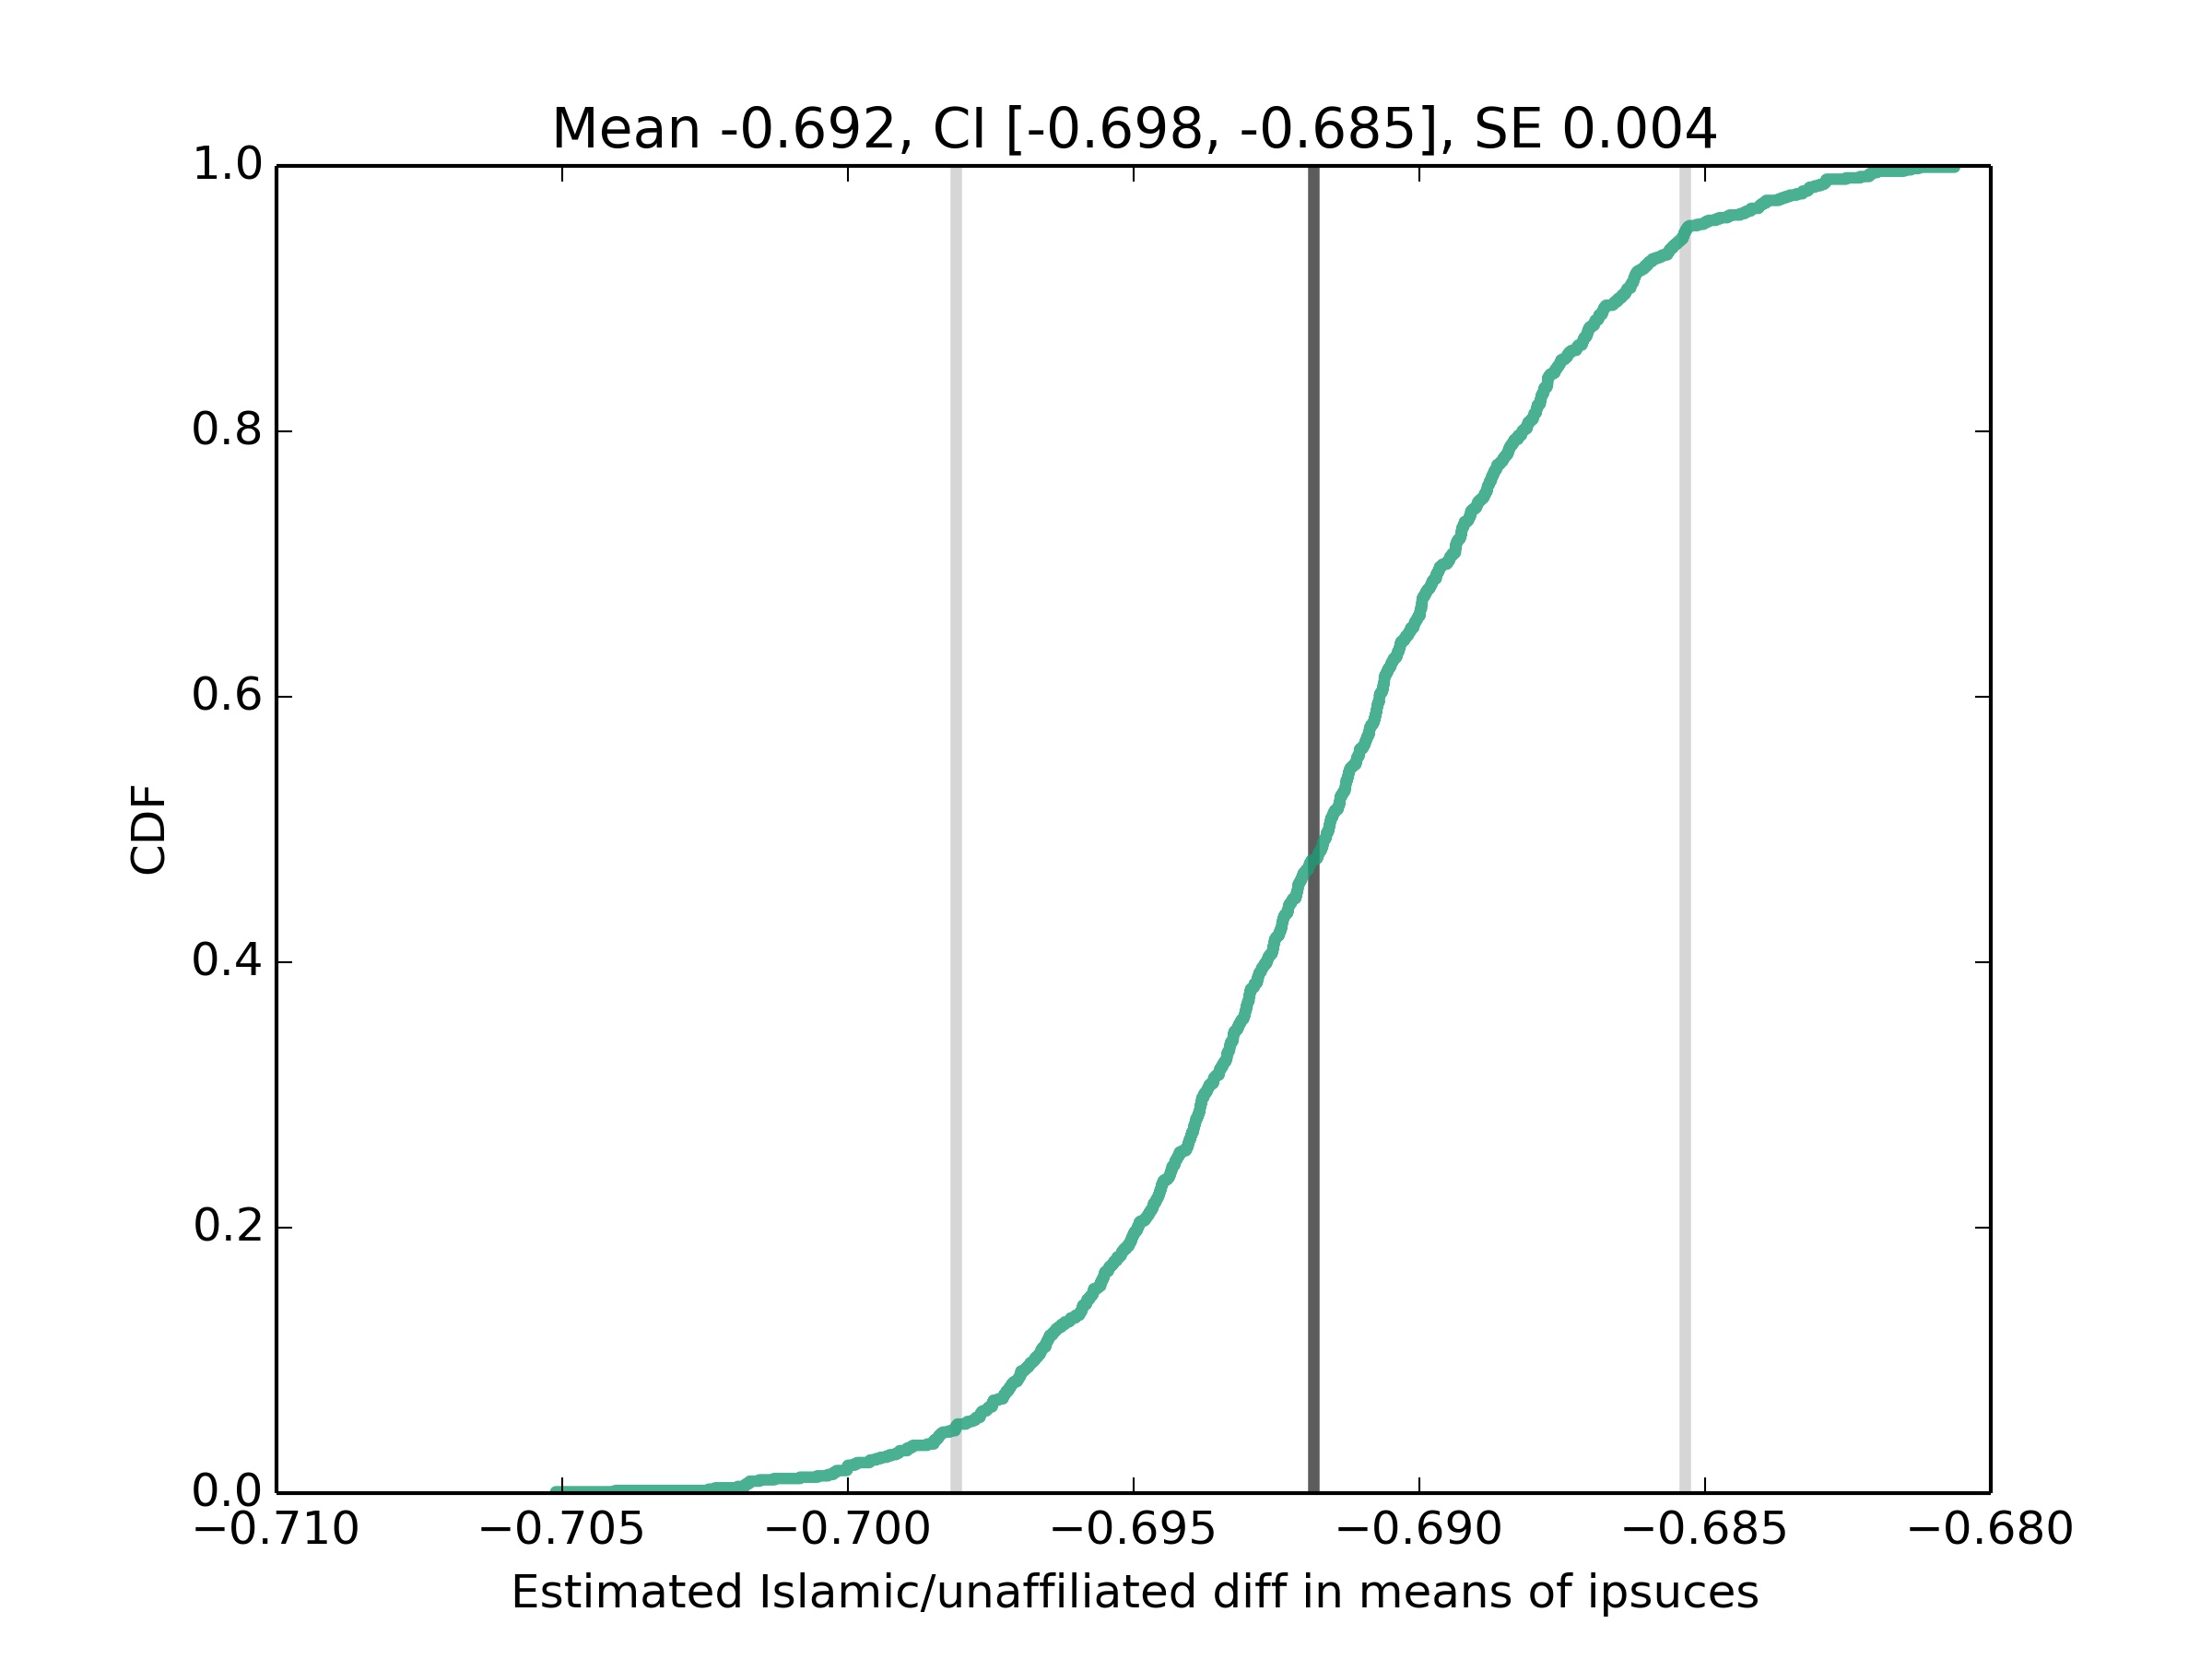 Mean -0.692, CI [-0.698, -0.685], SE 0.004
1.0
0.8
0.6
0.4
0.2
0.0
CDF
−0.710 −0.705 −0.700 −0.695 −0.690 −0.685 −0.680
Estimated Islamic/unaffiliated diff in means of ipsuces